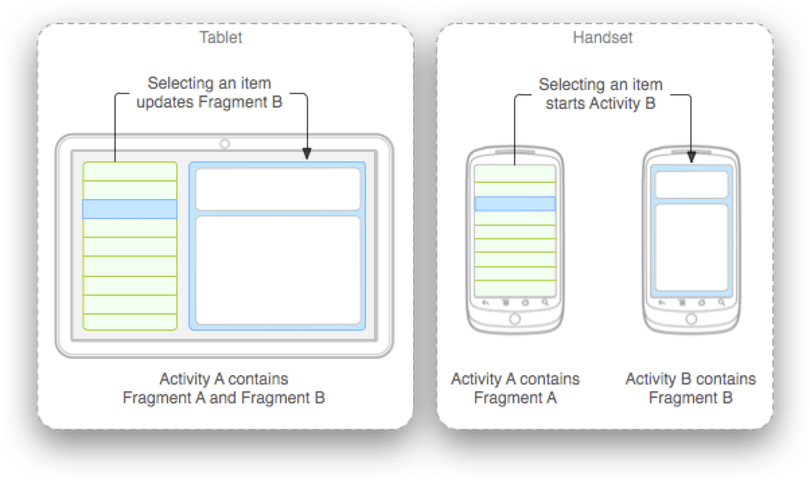 Tablet
Selecting an item
updates Fragment B
Activity A contains
Fragment A and Fragment B
Handset
Selecting an item
starts Activity B
Activity A contains
Fragment A
Activity B contains
Fragment B